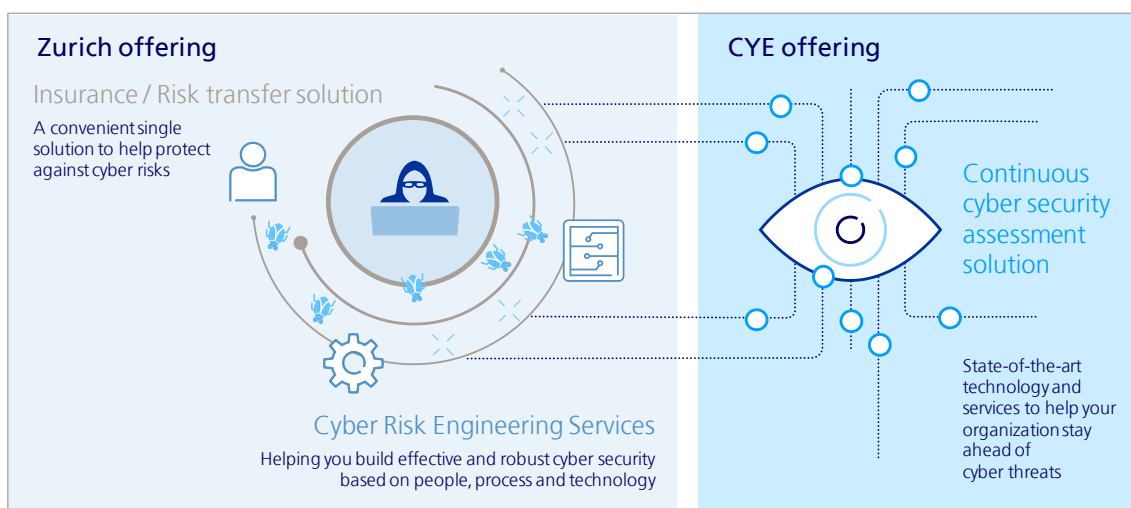 Zurich offering
Insurance / Risk transfer solution
A convenient single
solution to help protect
against cyber risks
Cyber Risk Engineering Services
Helping you build effective and robust cyber security
based on people, process and technology
CYE offering
Continuous
cyber security
assessment
solution
State-of-the-art
technology and
services to help your
organization stay
ahead of
cyber threats